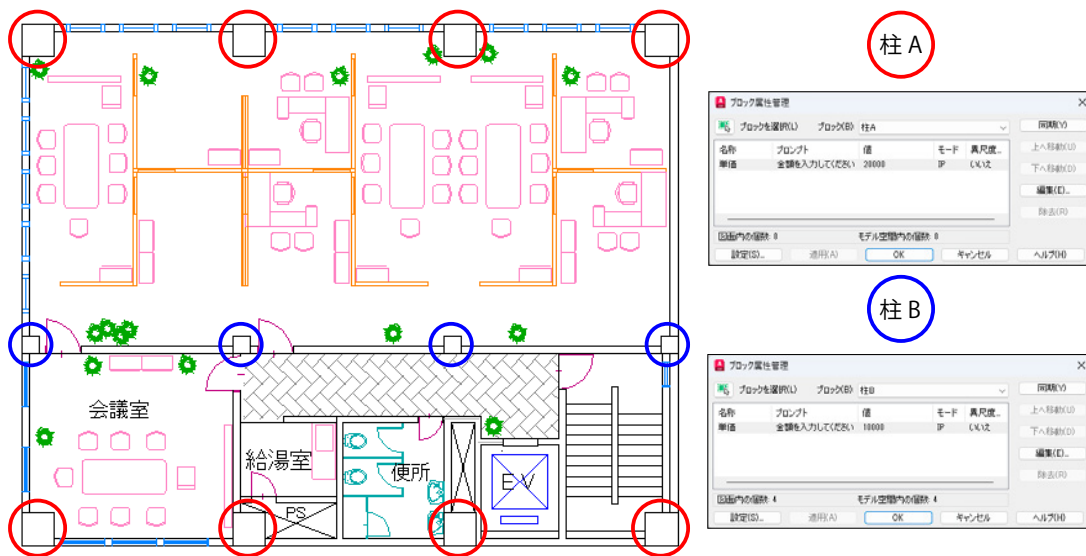 柱 A
ブロック属性管理
ブロックを選択(L) ブロック(B) 柱A 同期(Y)
名称 プロンプト 値 モード 異尺度... 上へ移動(U)
単価 金額を入力してください 20000 IP いいえ
下へ移動(D)
編集(E)...
除去(R)
図面内の個数: 8 モデル空間内の個数: 8
設定(S)... 適用(A) OK キャンセル ヘルプ(H)
柱 B
ブロック属性管理
ブロックを選択(L) ブロック(B) 柱B 同期(Y)
名称 プロンプト 値 モード 異尺度... 上へ移動(U)
単価 金額を入力してください 10000 IP いいえ
下へ移動(D)
編集(E)...
除去(R)
図面内の個数: 4 モデル空間内の個数: 4
設定(S)... 適用(A) OK キャンセル ヘルプ(H)
会議室
給湯室
便所
EV
PS